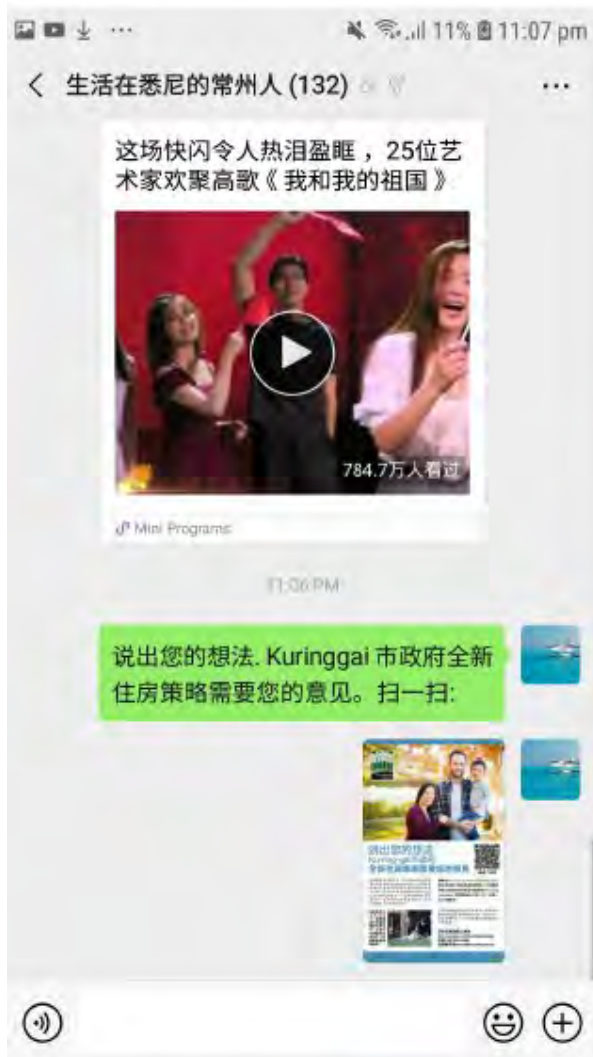 11% 11:07 pm
生活在悉尼的常州人 (132)
这场快闪令人热泪盈眶，25位艺
术家欢聚高歌《我和我的祖国》
784.7万人看过
Mini Programs
11:06 PM
说出您的想法. Kuringgai 市政府全新
住房策略需要您的意见。扫一扫:
说出您的想法